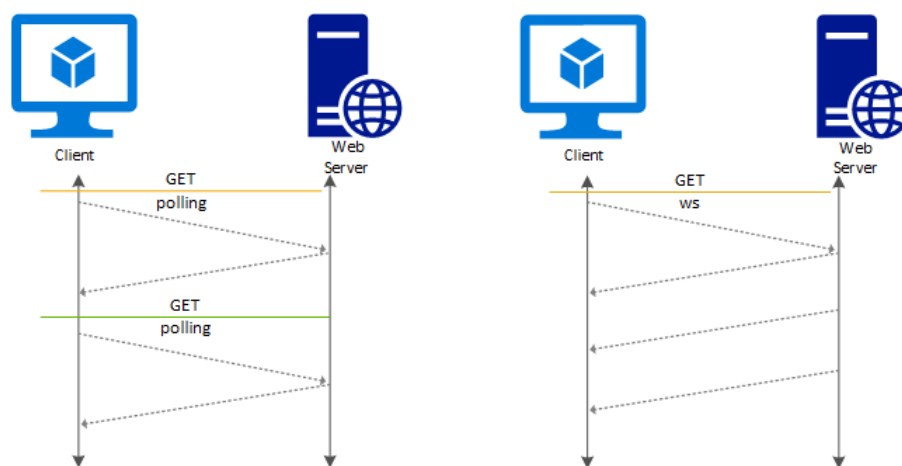 Client
Web
Server
GET
polling
GET
polling
Client
Web
Server
GET
ws